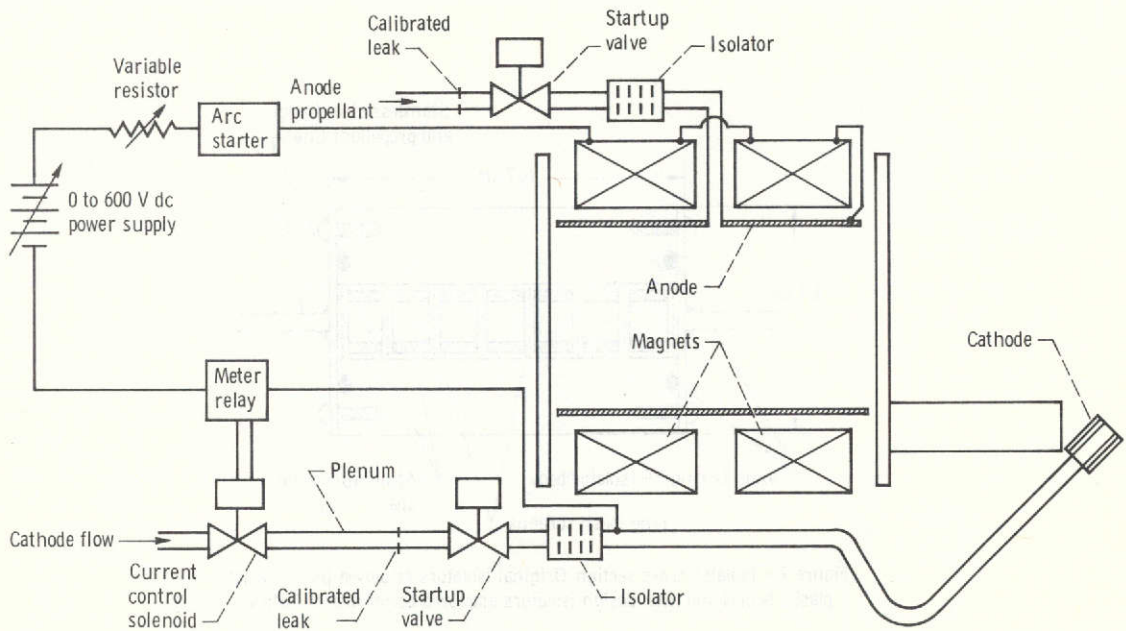 Calibrated
leak
Startup
valve
Isolator
Variable
resistor
Anode
propellant
Arc
starter
0 to 600 V dc
power supply
Anode
Magnets
Cathode
Meter
relay
Plenum
Cathode flow
Current
control
solenoid
Calibrated
leak
Startup
valve
Isolator